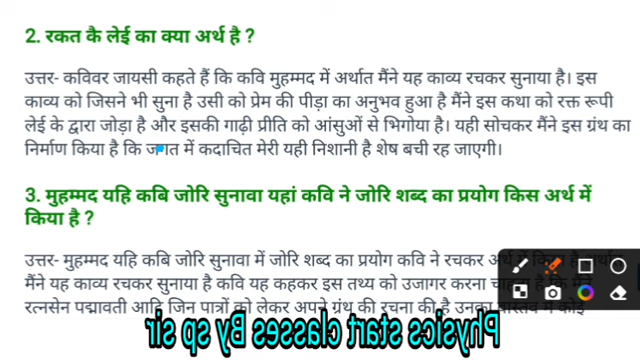 2. रकत कै लेई का क्या अर्थ है ?
उत्तर- कविवर जायसी कहते हैं कि कवि मुहम्मद में अर्थात मैंने यह काव्य रचकर सुनाया है। इस
काव्य को जिसने भी सुना है उसी को प्रेम की पीड़ा का अनुभव हुआ है मैंने इस कथा को रक्त रूपी
लेई के द्वारा जोड़ा है और इसकी गाढ़ी प्रीति को आंसुओं से भिगोया है। यही सोचकर मैंने इस ग्रंथ का
निर्माण किया है कि जगत में कदाचित मेरी यही निशानी है शेष बची रह जाएगी।
3. मुहम्मद यहि कबि जोरि सुनावा यहां कवि ने जोरि शब्द का प्रयोग किस अर्थ में
किया है ?
उत्तर- मुहम्मद यहि कबि जोरि सुनावा में जोरि शब्द का प्रयोग कवि ने रचकर अर्थ में किया है
मैंने यह काव्य रचकर सुनाया है कवि यह कहकर इस तथ्य को उजागर करना चाहता है कि मैंने
रत्नसेन पद्मावती आदि जिन पात्रों को लेकर अपने ग्रंथ की रचना की है उनका वास्तव में कोई
Physics start classes By sp sir